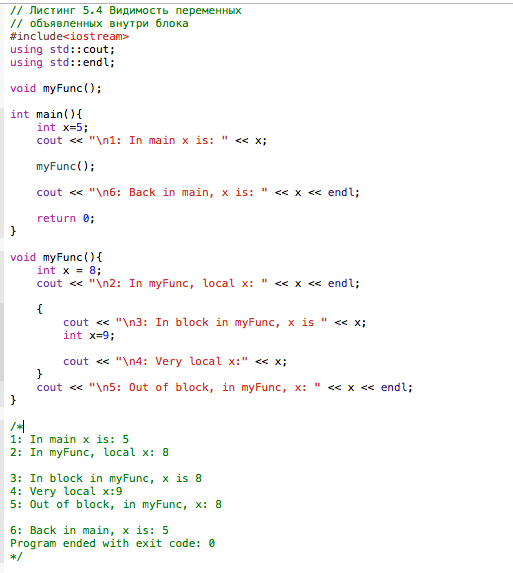 // Листинг 5.4 Видимость переменных
// объявленных внутри блока
#include<iostream>
using std::cout;
using std::endl;
void myFunc();
int main(){
int x=5;
cout << "\n1: In main x is: " << x;
myFunc();
cout << "\n6: Back in main, x is: " << x << endl;
return 0;
}
void myFunc(){
int x = 8;
cout << "\n2: In myFunc, local x: " << x << endl;
{
cout << "\n3: In block in myFunc, x is " << x;
int x=9;
cout << "\n4: Very local x:" << x;
}
cout << "\n5: Out of block, in myFunc, x: " << x << endl;
}
/*
1: In main x is: 5
2: In myFunc, local x: 8
3: In block in myFunc, x is 8
4: Very local x:9
5: Out of block, in myFunc, x: 8
6: Back in main, x is: 5
Program ended with exit code: 0
*/